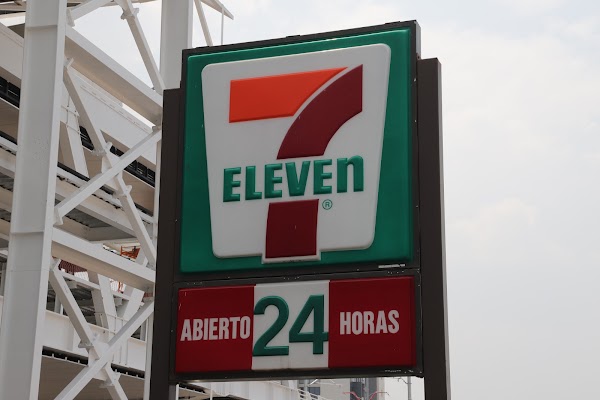 7
ELEVEn
®
ABIERTO 24 HORAS